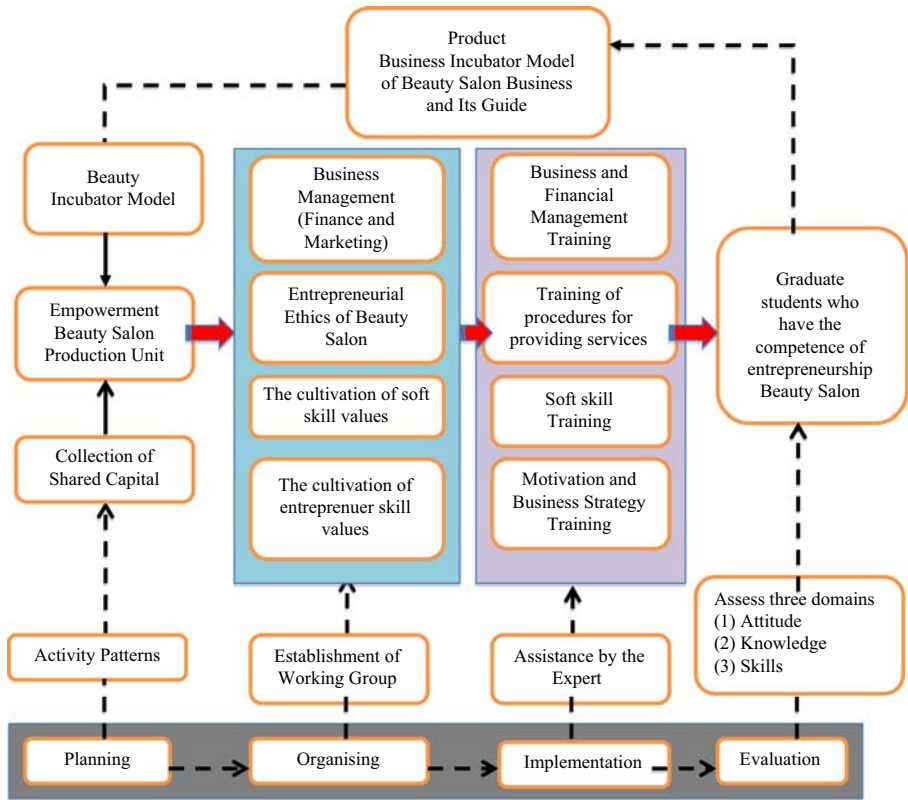 Product
Business Incubator Model
of Beauty Salon Business
and Its Guide
Beauty
Incubator Model
Empowerment
Beauty Salon
Production Unit
Collection of
Shared Capital
Activity Patterns
Business
Management
(Finance and
Marketing)
Entrepreneurial
Ethics of Beauty
Salon
The cultivation of soft
skill values
The cultivation of
entreprenuer skill
values
Establishment of
Working Group
Business and
Financial
Management
Training
Training of
procedures for
providing services
Soft skill
Training
Motivation and
Business Strategy
Training
Assistance by the
Expert
Graduate
students who
have the
competence of
entrepreneurship
Beauty Salon
Assess three domains
(1) Attitude
(2) Knowledge
(3) Skills
Planning
Organising
Implementation
Evaluation